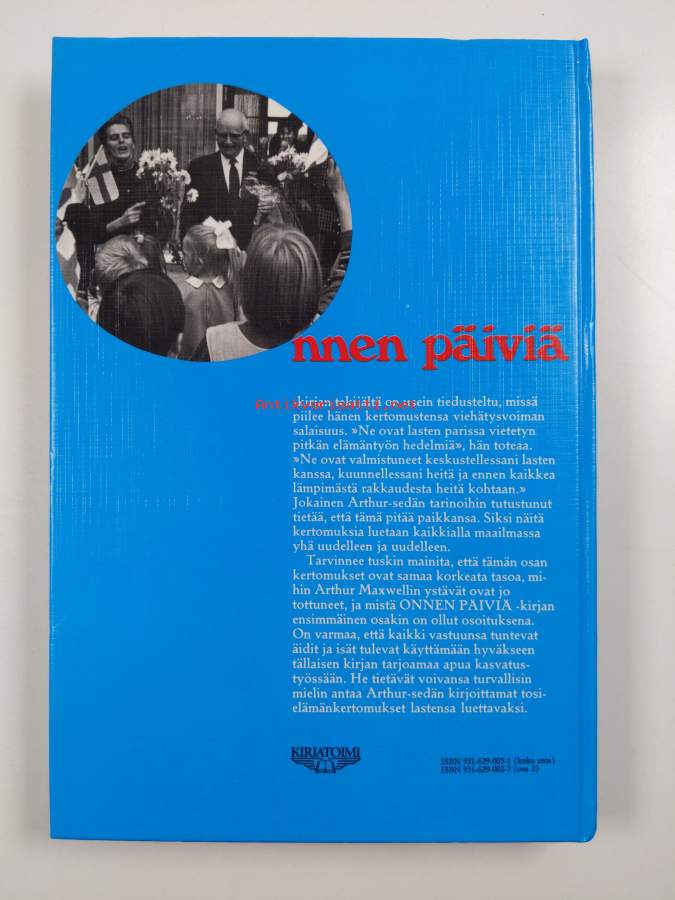 nnen päiviä
Antikvariaatti.net
-kirjan tekijältä on usein tiedusteltu, missä
piilee hänen kertomustensa viehätysvoiman
salaisuus. »Ne ovat lasten parissa vietetyn
pitkän elämäntyön hedelmiä», hän toteaa.
»Ne ovat valmistuneet keskustellessani lasten
kanssa, kuunnellessani heitä ja ennen kaikkea
lämpimästä rakkaudesta heitä kohtaan.»
Jokainen Arthur-sedän tarinoihin tutustunut
tietää, että tämä pitää paikkansa. Siksi näitä
kertomuksia luetaan kaikkialla maailmassa
yhä uudelleen ja uudelleen.
Tarvinnee tuskin mainita, että tämän osan
kertomukset ovat samaa korkeata tasoa, mi-
hin Arthur Maxwellin ystävät ovat jo
tottuneet, ja mistä ONNEN PÄIVIÄ -kirjan
ensimmäinen osakin on ollut osoituksena.
On varmaa, että kaikki vastuunsa tuntevat
äidit ja isät tulevat käyttämään hyväkseen
tällaisen kirjan tarjoamaa apua kasvatus-
työssään. He tietävät voivansa turvallisin
mielin antaa Arthur-sedän kirjoittamat tosi-
elämänkertomukset lastensa luettavaksi.
KIRJATOIMI
ISBN 951-629-005-1 (koko sarja)
ISBN 951-629-002-7 (osa 2)